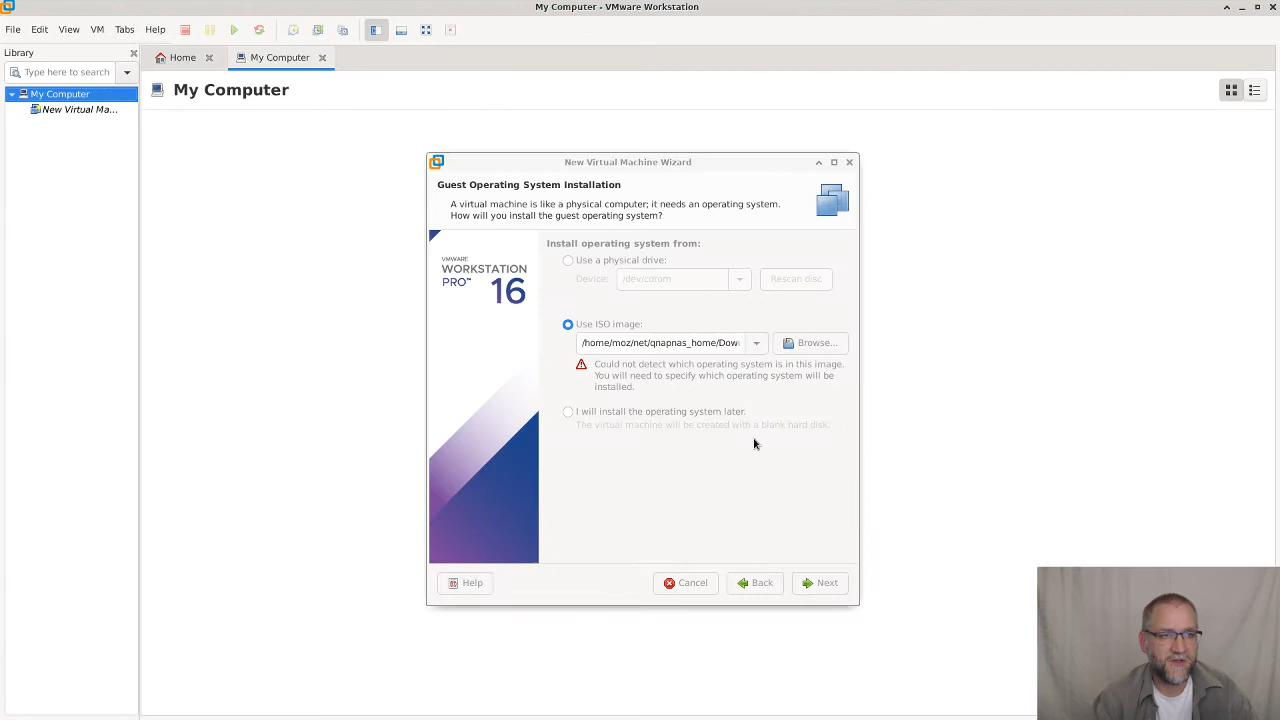 My Computer - VMware Workstation
File Edit View VM Tabs Help
Library
Type here to search
My Computer
New Virtual Ma...
Home
My Computer
My Computer
New Virtual Machine Wizard
Guest Operating System Installation
A virtual machine is like a physical computer; it needs an operating system.
How will you install the guest operating system?
VMWARE
WORKSTATION
PRO™ 16
Install operating system from:
Use a physical drive:
Device: /dev/cdrom Rescan disc
Use ISO image:
/home/moz/net/qnapnas_home/Dow Browse...
Could not detect which operating system is in this image.
You will need to specify which operating system will be
installed.
I will install the operating system later.
The virtual machine will be created with a blank hard disk.
Help Cancel Back Next